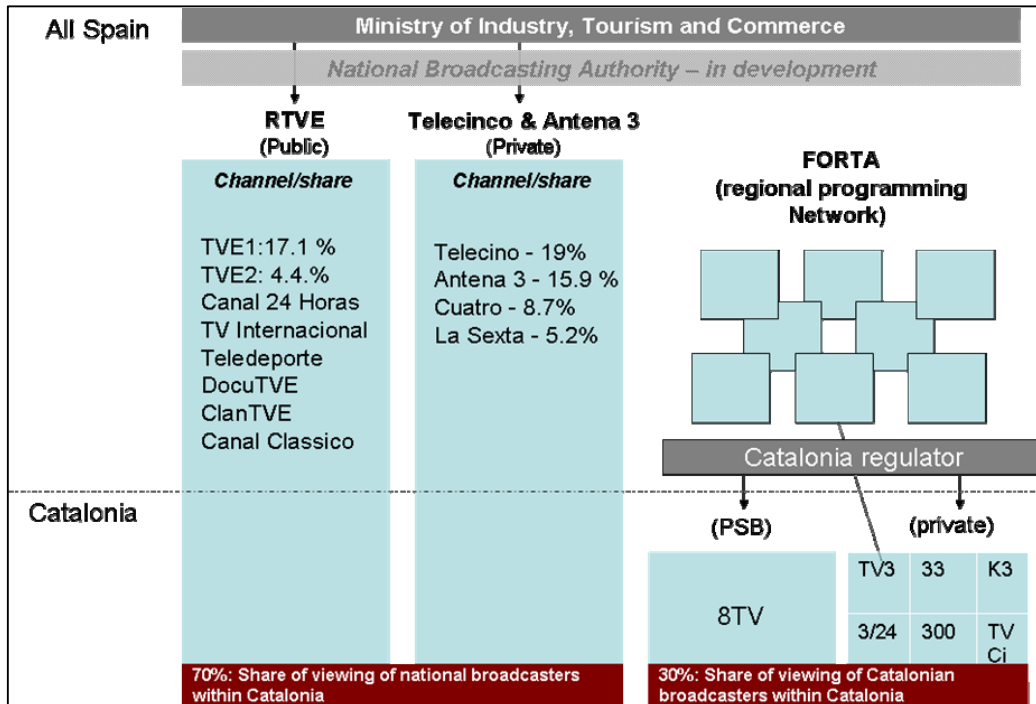 All Spain
Ministry of Industry, Tourism and Commerce
National Broadcasting Authority – in development
RTVE
(Public)
Channel/share
TVE1:17.1 %
TVE2: 4.4.%
Canal 24 Horas
TV Internacional
Teledeporte
DocuTVE
ClanTVE
Canal Classico
Telecinco & Antena 3
(Private)
Channel/share
Telecino - 19%
Antena 3 - 15.9 %
Cuatro - 8.7%
La Sexta - 5.2%
FORTA
(regional programming
Network)
Catalonia regulator
Catalonia
(PSB)
8TV
(private)
TV3 33 K3
3/24 300 TV
Ci
70%: Share of viewing of national broadcasters
within Catalonia
30%: Share of viewing of Catalonian
broadcasters within Catalonia